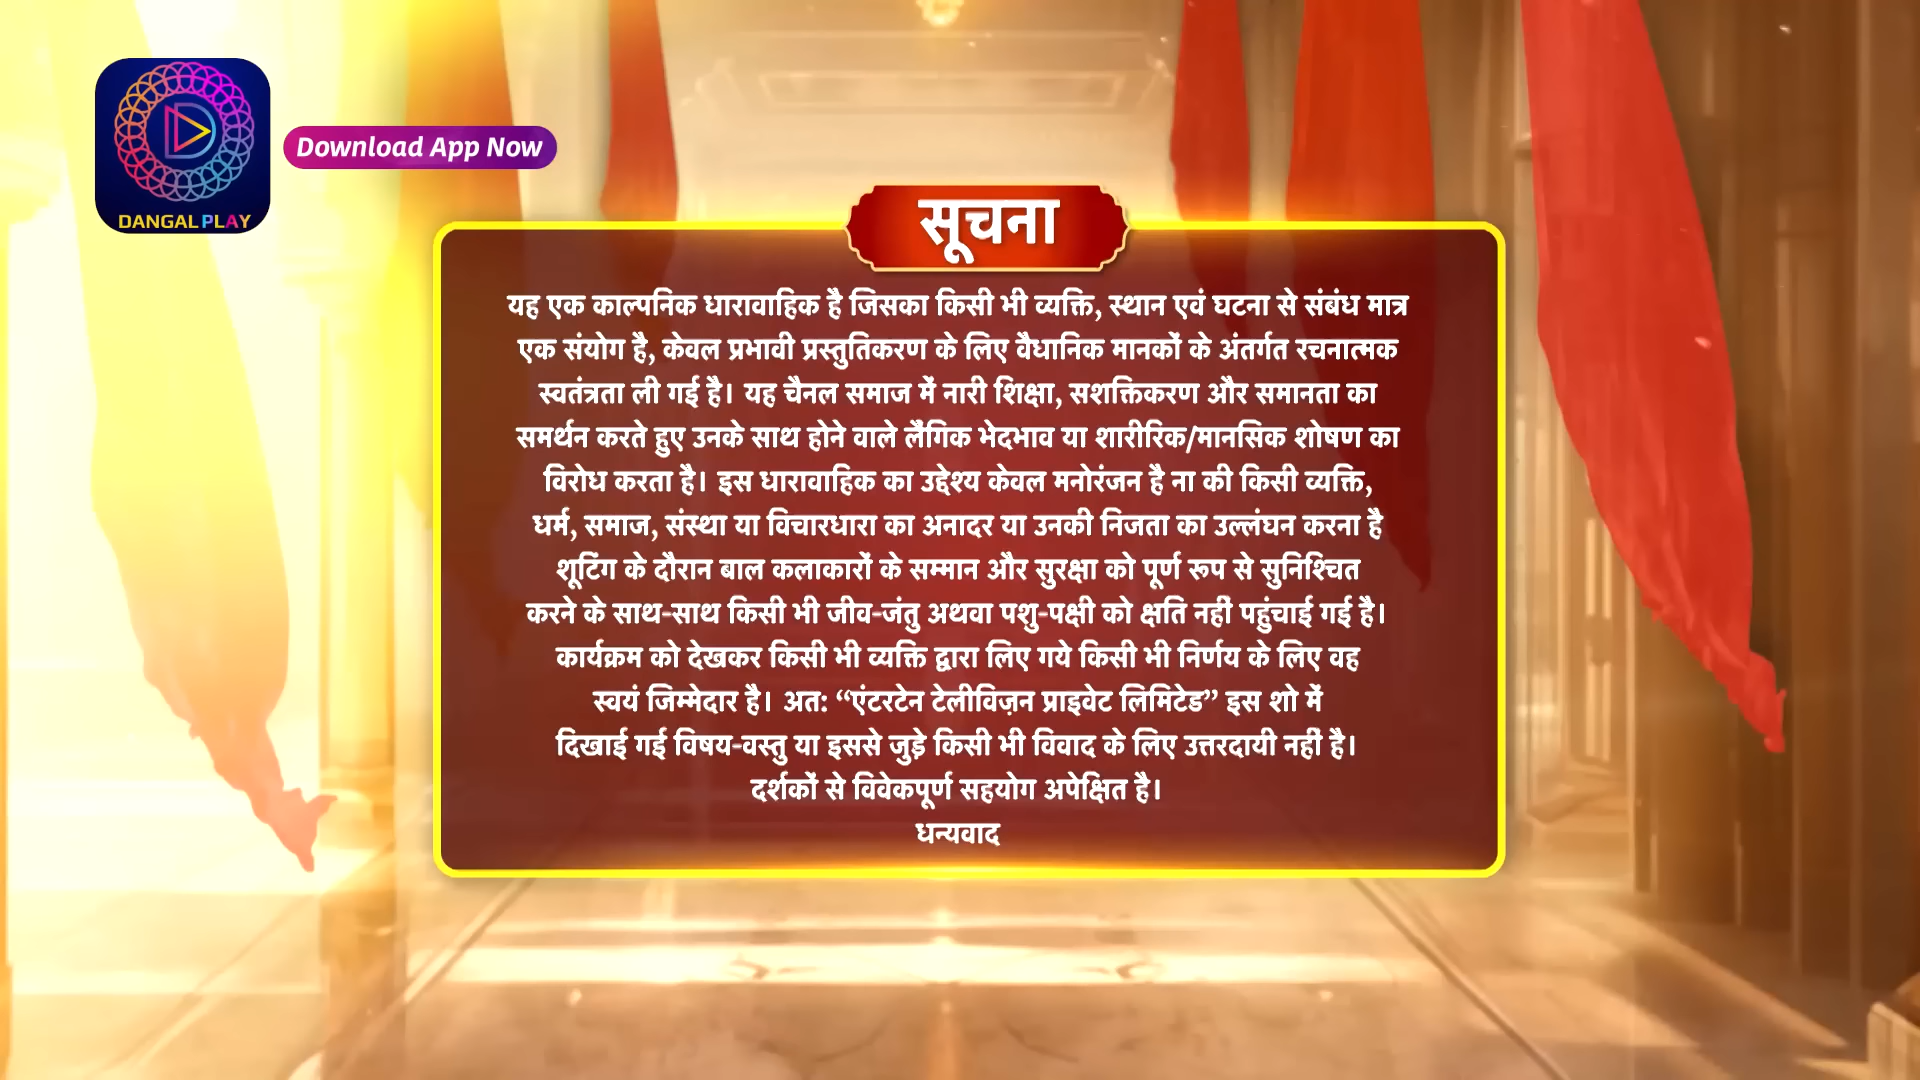 DANGAL PLAY
Download App Now
सूचना
यह एक काल्पनिक धारावाहिक है जिसका किसी भी व्यक्ति, स्थान एवं घटना से संबंध मात्र
एक संयोग है, केवल प्रभावी प्रस्तुतिकरण के लिए वैधानिक मानकों के अंतर्गत रचनात्मक
स्वतंत्रता ली गई है। यह चैनल समाज में नारी शिक्षा, सशक्तिकरण और समानता का
समर्थन करते हुए उनके साथ होने वाले लैंगिक भेदभाव या शारीरिक/मानसिक शोषण का
विरोध करता है। इस धारावाहिक का उद्देश्य केवल मनोरंजन है ना की किसी व्यक्ति,
धर्म, समाज, संस्था या विचारधारा का अनादर या उनकी निजता का उल्लंघन करना है
शूटिंग के दौरान बाल कलाकारों के सम्मान और सुरक्षा को पूर्ण रूप से सुनिश्चित
करने के साथ-साथ किसी भी जीव-जंतु अथवा पशु-पक्षी को क्षति नहीं पहुंचाई गई है।
कार्यक्रम को देखकर किसी भी व्यक्ति द्वारा लिए गये किसी भी निर्णय के लिए वह
स्वयं जिम्मेदार है। अत: “एंटरटेन टेलीविज़न प्राइवेट लिमिटेड” इस शो में
दिखाई गई विषय-वस्तु या इससे जुड़े किसी भी विवाद के लिए उत्तरदायी नहीं है।
दर्शकों से विवेकपूर्ण सहयोग अपेक्षित है।
धन्यवाद